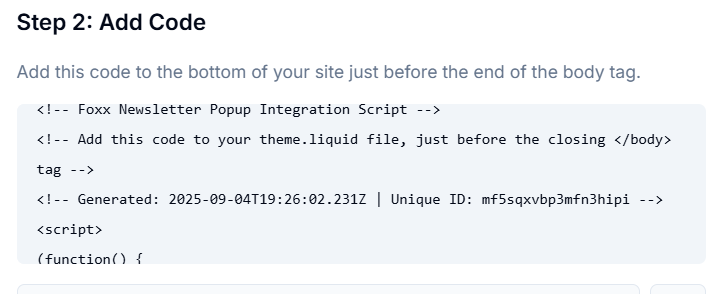 Step 2: Add Code
Add this code to the bottom of your site just before the end of the body tag.
<!-- Foxx Newsletter Popup Integration Script -->
<!-- Add this code to your theme.liquid file, just before the closing </body>
tag -->
<!-- Generated: 2025-09-04T19:26:02.231Z | Unique ID: mf5sqxvbp3mfn3hipi -->
<script>
(function() {